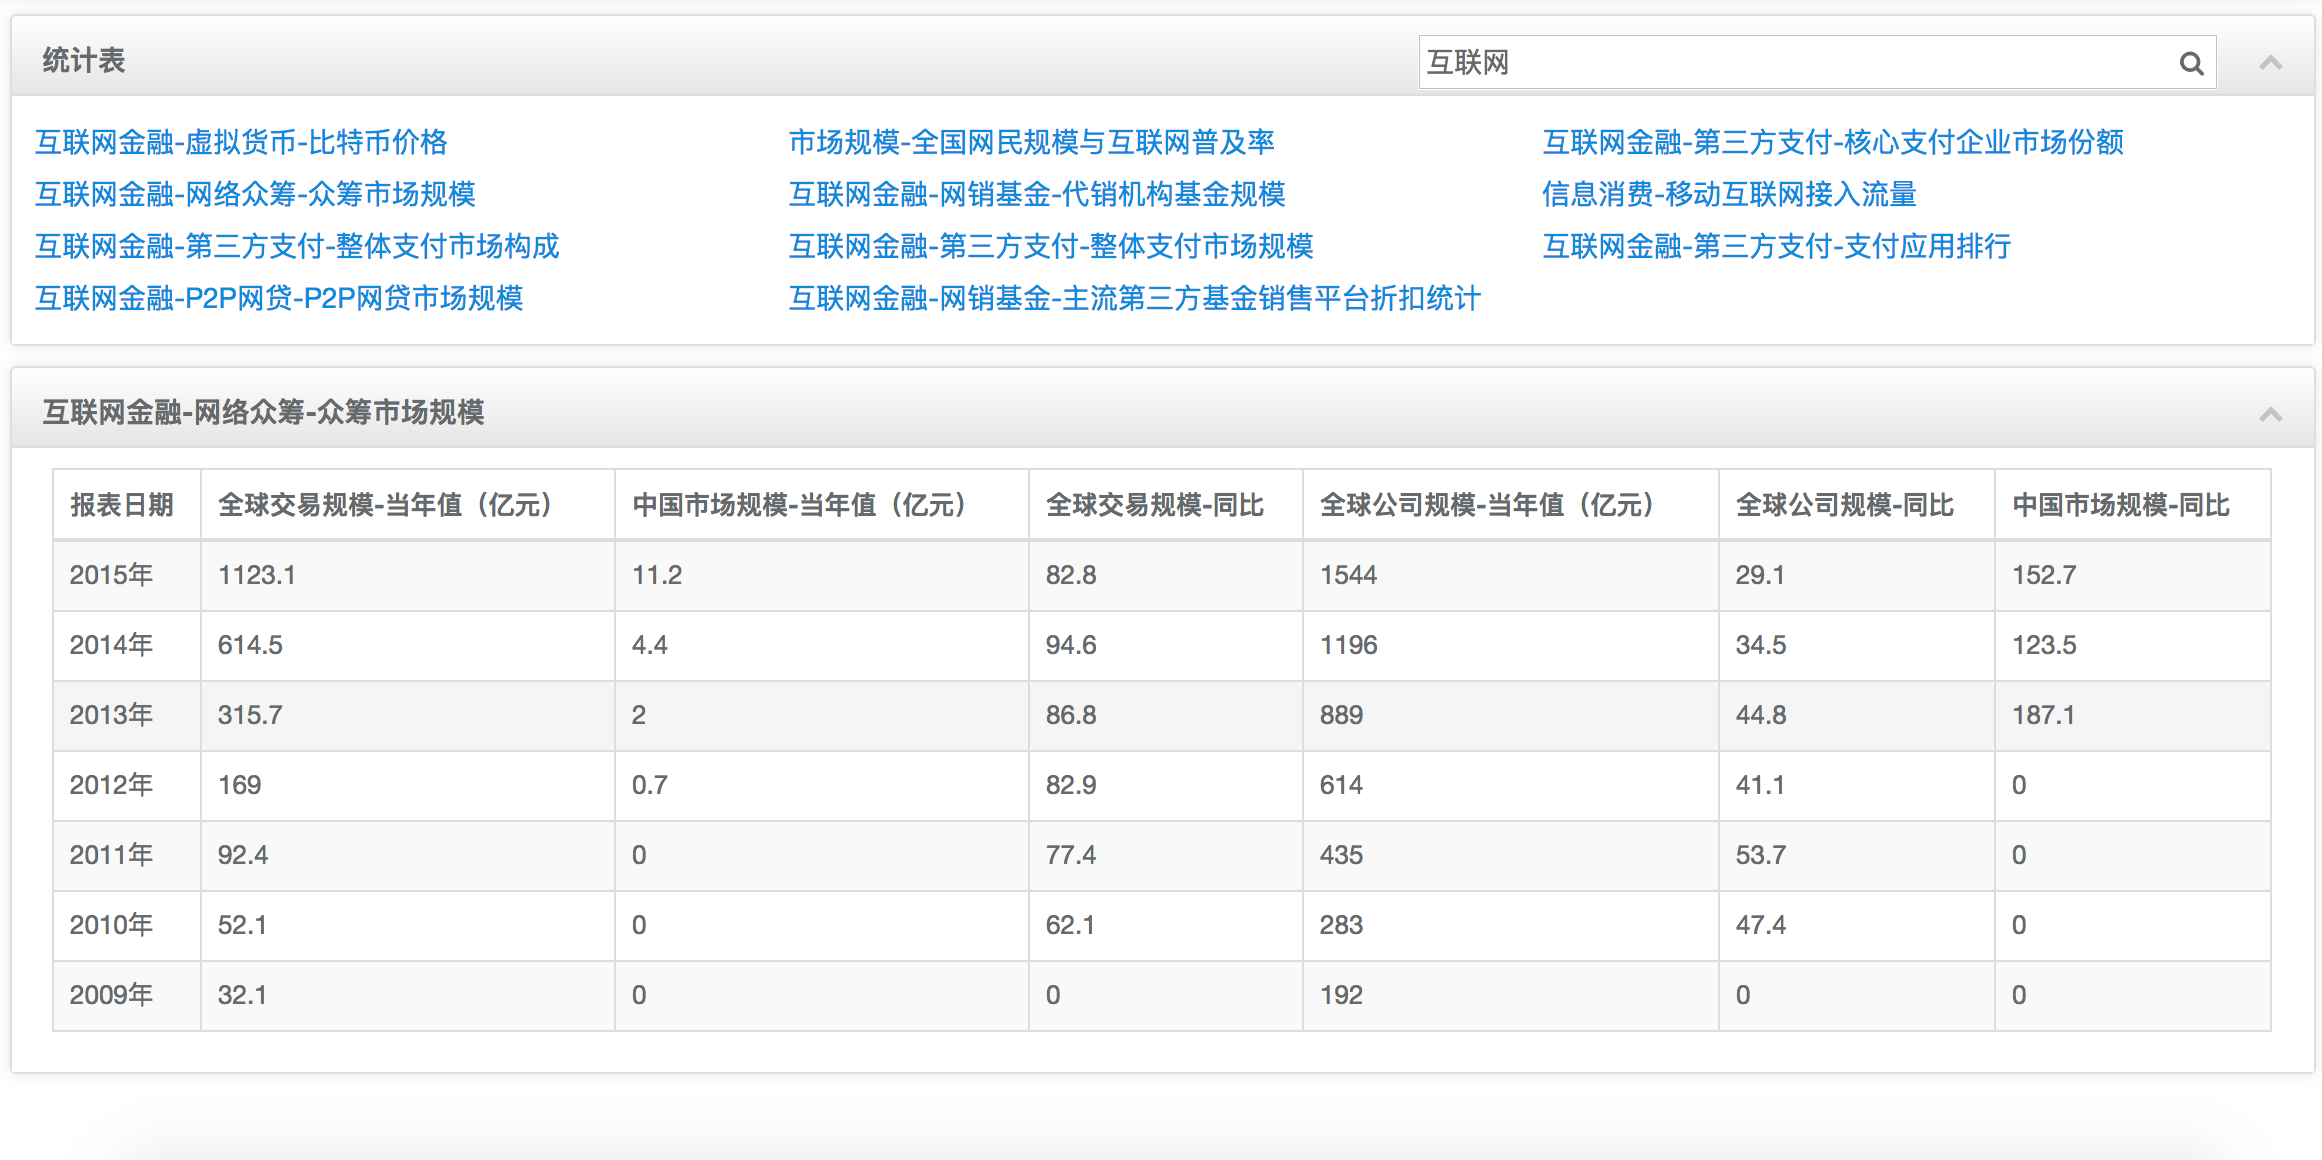 统计表
互联网
互联网金融-虚拟货币-比特币价格 市场规模-全国网民规模与互联网普及率 互联网金融-第三方支付-核心支付企业市场份额
互联网金融-网络众筹-众筹市场规模 互联网金融-网销基金-代销机构基金规模 信息消费-移动互联网接入流量
互联网金融-第三方支付-整体支付市场构成 互联网金融-第三方支付-整体支付市场规模 互联网金融-第三方支付-支付应用排行
互联网金融-P2P网贷-P2P网贷市场规模 互联网金融-网销基金-主流第三方基金销售平台折扣统计
互联网金融-网络众筹-众筹市场规模
报表日期 全球交易规模-当年值（亿元） 中国市场规模-当年值（亿元） 全球交易规模-同比 全球公司规模-当年值（亿元） 全球公司规模-同比 中国市场规模-同比
2015年 1123.1 11.2 82.8 1544 29.1 152.7
2014年 614.5 4.4 94.6 1196 34.5 123.5
2013年 315.7 2 86.8 889 44.8 187.1
2012年 169 0.7 82.9 614 41.1 0
2011年 92.4 0 77.4 435 53.7 0
2010年 52.1 0 62.1 283 47.4 0
2009年 32.1 0 0 192 0 0